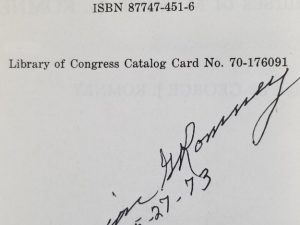 ISBN 87747-451-6
Library of Congress Catalog Card No. 70-176091
Romney
-27-73